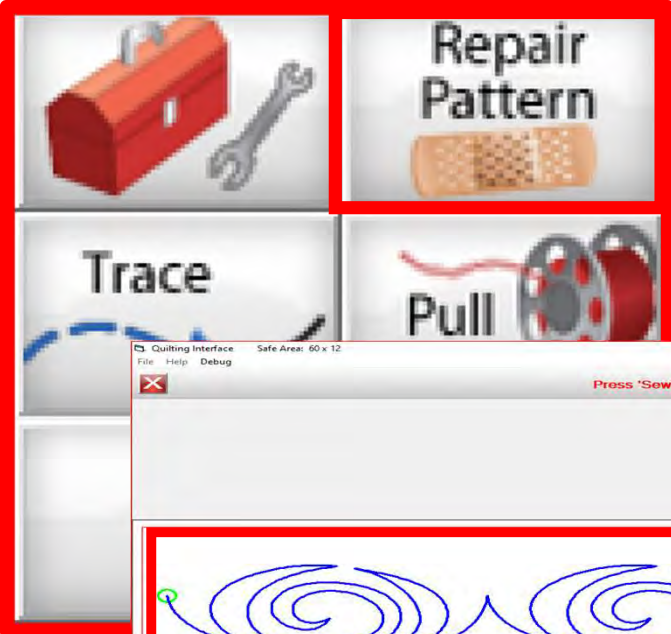 Repair
Pattern
Trace
Pull
Quilting Interface Safe Area: 60 x 12
File Help Debug
Press 'Sew